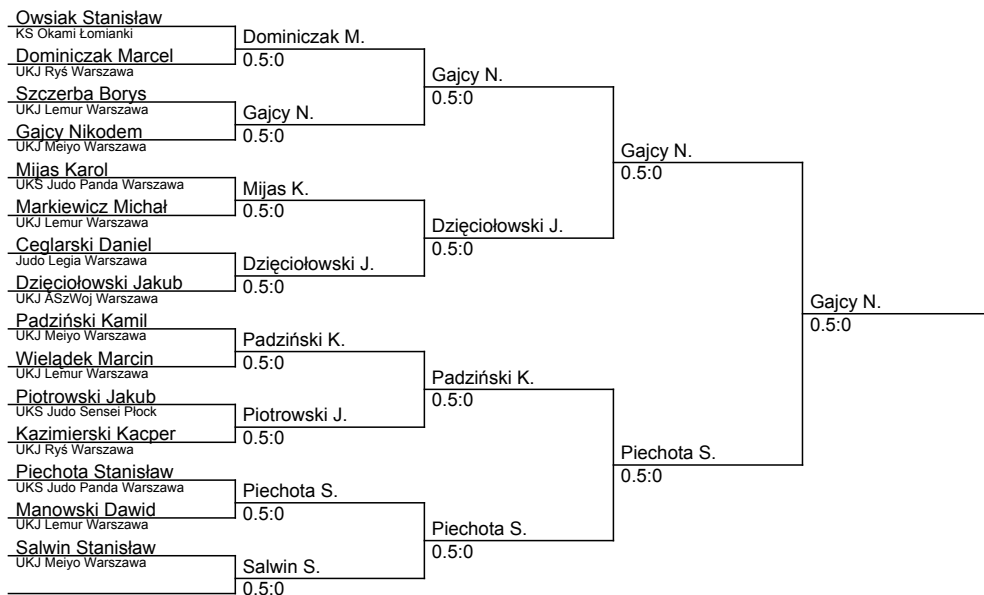 Owsiak Stanisław
KS Okami Łomianki
Dominiczak Marcel
UKJ Ryś Warszawa
Szczerba Borys
UKJ Lemur Warszawa
Gajcy Nikodem
UKJ Meiyo Warszawa
Mijas Karol
UKS Judo Panda Warszawa
Markiewicz Michał
UKJ Lemur Warszawa
Ceglarski Daniel
Judo Legia Warszawa
Dzięciołowski Jakub
UKJ ASzWoj Warszawa
Padziński Kamil
UKJ Meiyo Warszawa
Wielądek Marcin
UKJ Lemur Warszawa
Piotrowski Jakub
UKS Judo Sensei Płock
Kazimierski Kacper
UKJ Ryś Warszawa
Piechota Stanisław
UKS Judo Panda Warszawa
Manowski Dawid
UKJ Lemur Warszawa
Salwin Stanisław
UKJ Meiyo Warszawa
Dominiczak M.
0.5:0
Gajcy N.
0.5:0
Mijas K.
0.5:0
Dzięciołowski J.
0.5:0
Padziński K.
0.5:0
Piotrowski J.
0.5:0
Piechota S.
0.5:0
Salwin S.
0.5:0
Gajcy N.
0.5:0
Dzięciołowski J.
0.5:0
Padziński K.
0.5:0
Piechota S.
0.5:0
Gajcy N.
0.5:0
Piechota S.
0.5:0
Gajcy N.
0.5:0